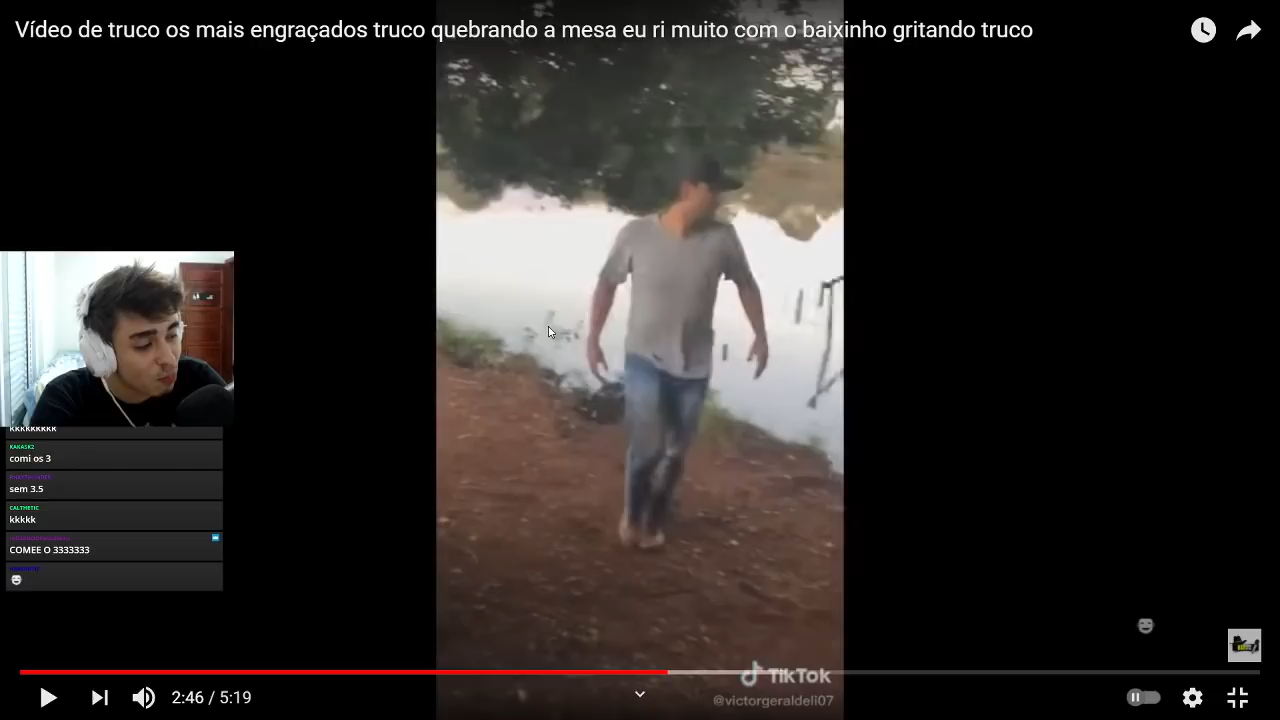 Vídeo de truco os mais engraçados truco quebrando a mesa eu ri muito com o baixinho gritando truco
kkkkkkkkk
KAKASK2
comi os 3
sem 3.5
CALTHETIC
kkkkk
COMEE O 3333333
TikTok
@victorgeraldeli07
2:46 / 5:19